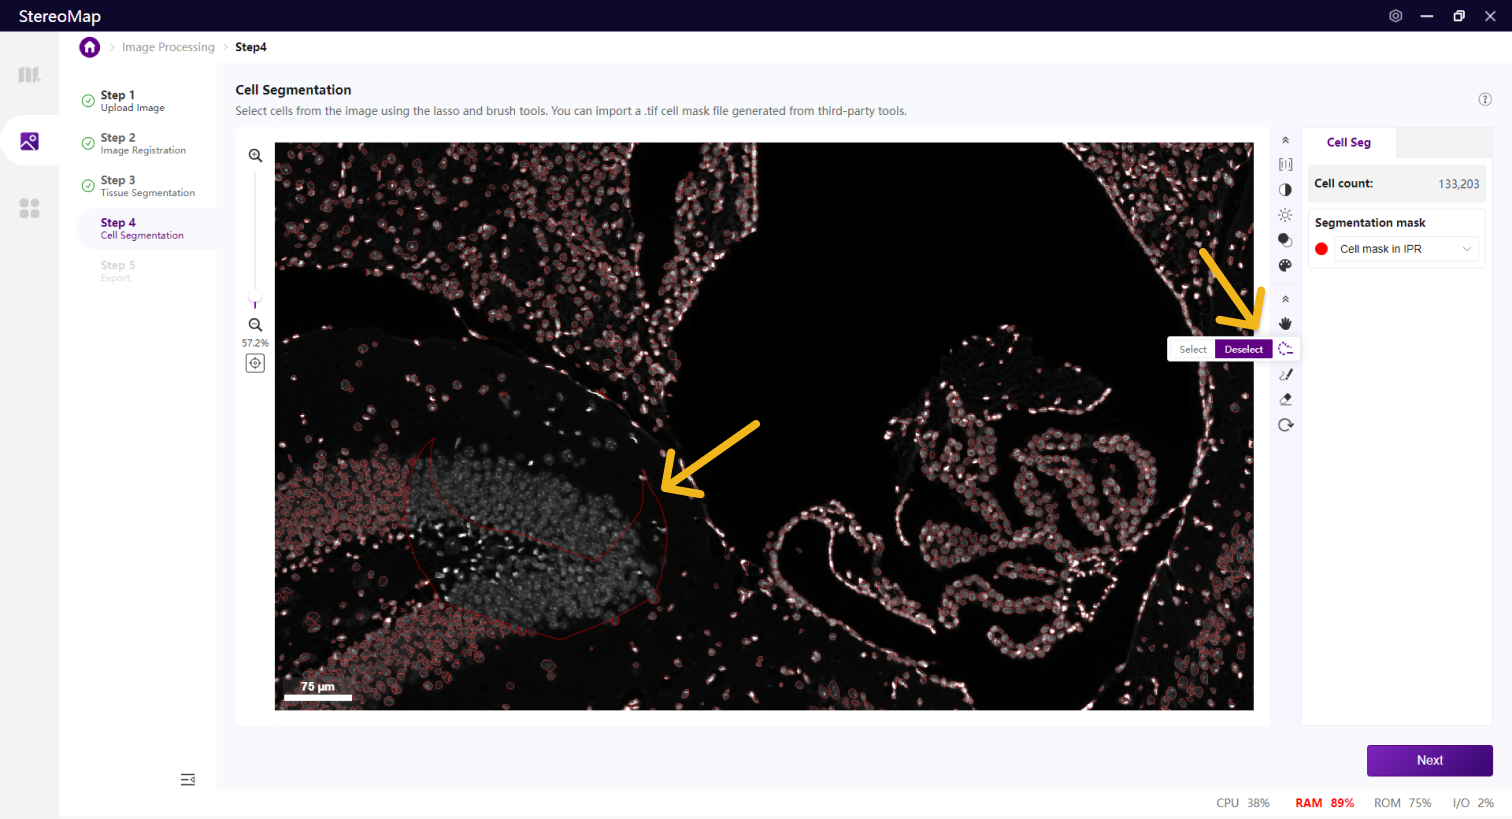 StereoMap
Image Processing > Step4
Step 1
Upload Image
Step 2
Image Registration
Step 3
Tissue Segmentation
Step 4
Cell Segmentation
Step 5
Export
Cell Segmentation
Select cells from the image using the lasso and brush tools. You can import a .tif cell mask file generated from third-party tools.
57.2%
75 µm
Select Deselect
Cell Seg
Cell count: 133,203
Segmentation mask
Cell mask in IPR
Next
CPU 38% RAM 89% ROM 75% I/O 2%